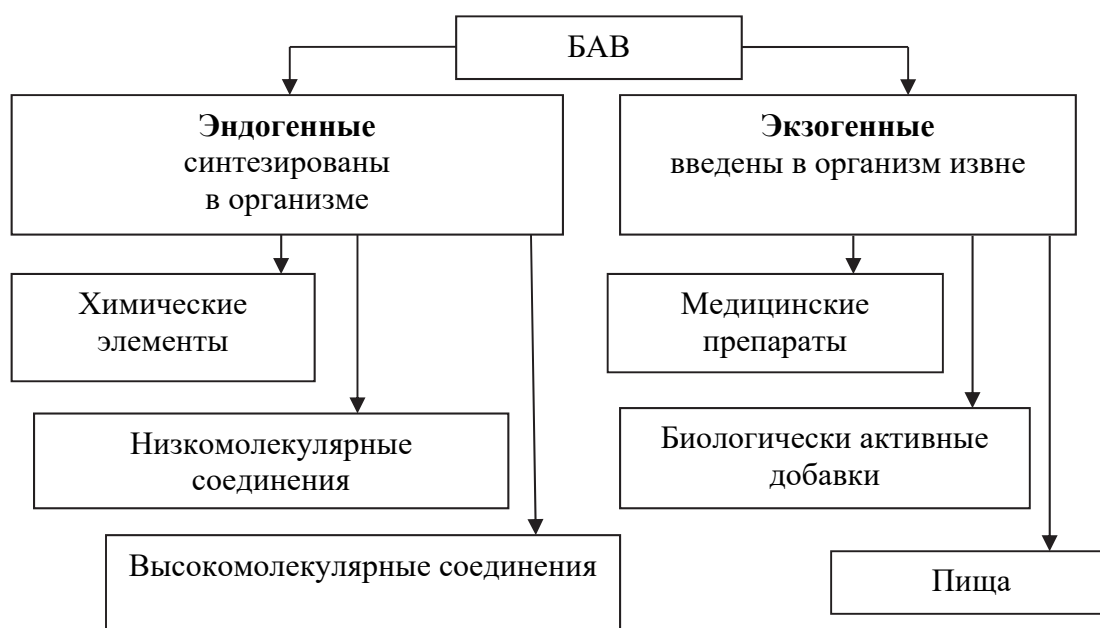 БАВ
Эндогенные
синтезированы
в организме
Экзогенные
введены в организм извне
Химические
элементы
Медицинские
препараты
Низкомолекулярные
соединения
Биологически активные
добавки
Высокомолекулярные соединения
Пища